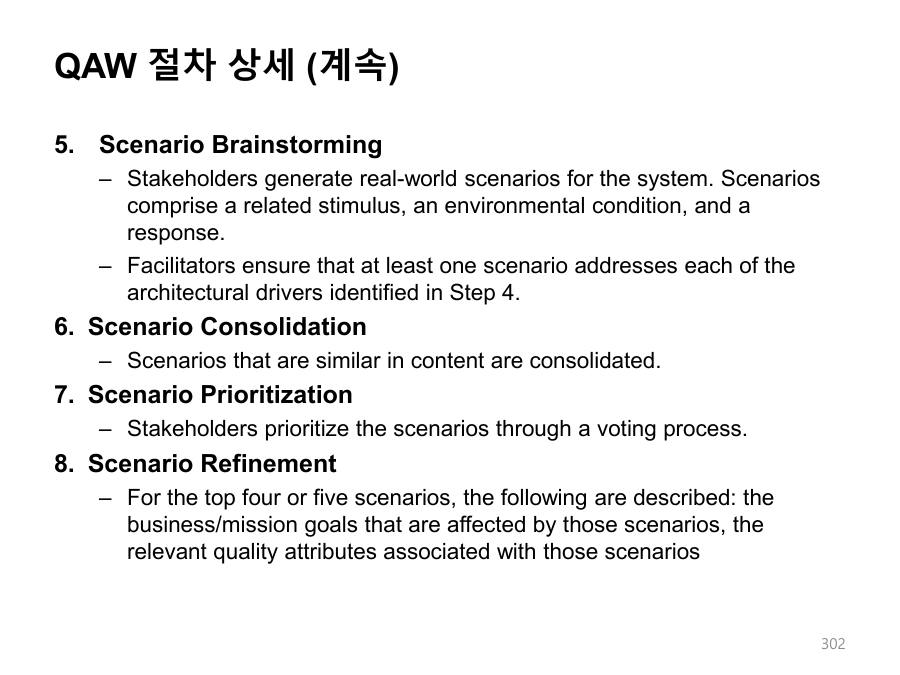 QAW 절차 상세 (계속)
5. Scenario Brainstorming
– Stakeholders generate real-world scenarios for the system. Scenarios
comprise a related stimulus, an environmental condition, and a
response.
– Facilitators ensure that at least one scenario addresses each of the
architectural drivers identified in Step 4.
6. Scenario Consolidation
– Scenarios that are similar in content are consolidated.
7. Scenario Prioritization
– Stakeholders prioritize the scenarios through a voting process.
8. Scenario Refinement
– For the top four or five scenarios, the following are described: the
business/mission goals that are affected by those scenarios, the
relevant quality attributes associated with those scenarios
302